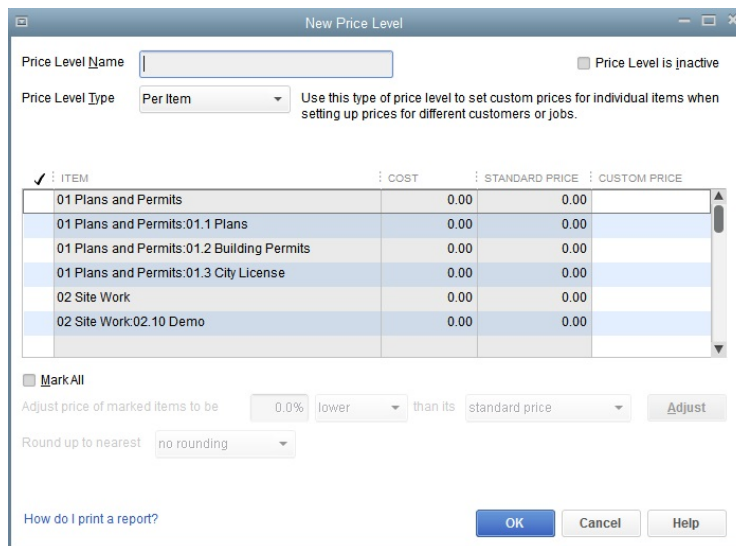 New Price Level
Price Level Name
Price Level is inactive
Price Level Type Per Item Use this type of price level to set custom prices for individual items when
setting up prices for different customers or jobs.
ITEM COST STANDARD PRICE CUSTOM PRICE
01 Plans and Permits 0.00 0.00
01 Plans and Permits:01.1 Plans 0.00 0.00
01 Plans and Permits:01.2 Building Permits 0.00 0.00
01 Plans and Permits:01.3 City License 0.00 0.00
02 Site Work 0.00 0.00
02 Site Work:02.10 Demo 0.00 0.00
Mark All
Adjust price of marked items to be 0.0% lower than its standard price Adjust
Round up to nearest no rounding
How do I print a report? OK Cancel Help